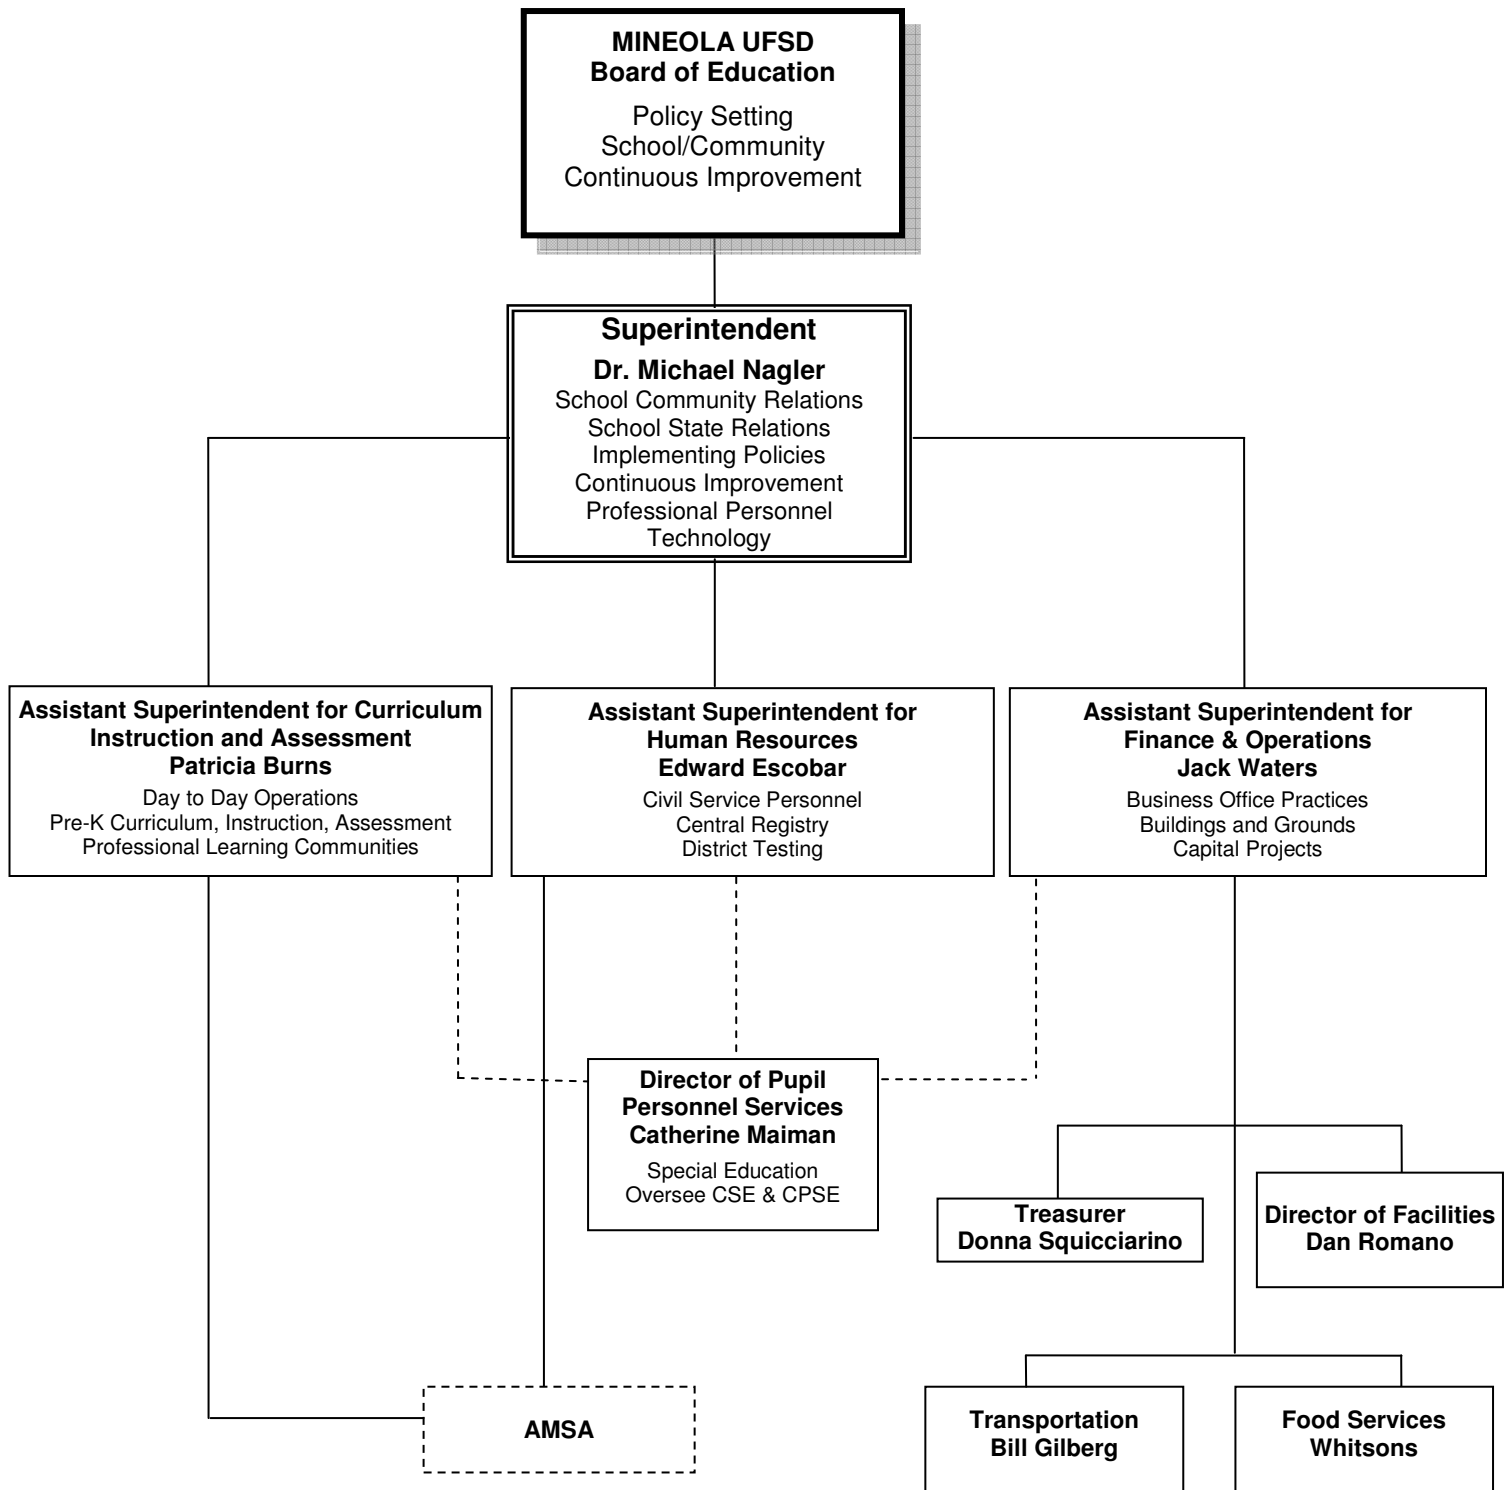 MINEOLA UFSD
Board of Education
Policy Setting
School/Community
Continuous Improvement
Superintendent
Dr. Michael Nagler
School Community Relations
School State Relations
Implementing Policies
Continuous Improvement
Professional Personnel
Technology
Assistant Superintendent for Curriculum
Instruction and Assessment
Patricia Burns
Day to Day Operations
Pre-K Curriculum, Instruction, Assessment
Professional Learning Communities
Assistant Superintendent for
Human Resources
Edward Escobar
Civil Service Personnel
Central Registry
District Testing
Assistant Superintendent for
Finance & Operations
Jack Waters
Business Office Practices
Buildings and Grounds
Capital Projects
Director of Pupil
Personnel Services
Catherine Maiman
Special Education
Oversee CSE & CPSE
Treasurer
Donna Squicciarino
Director of Facilities
Dan Romano
AMSA
Transportation
Bill Gilberg
Food Services
Whitsons